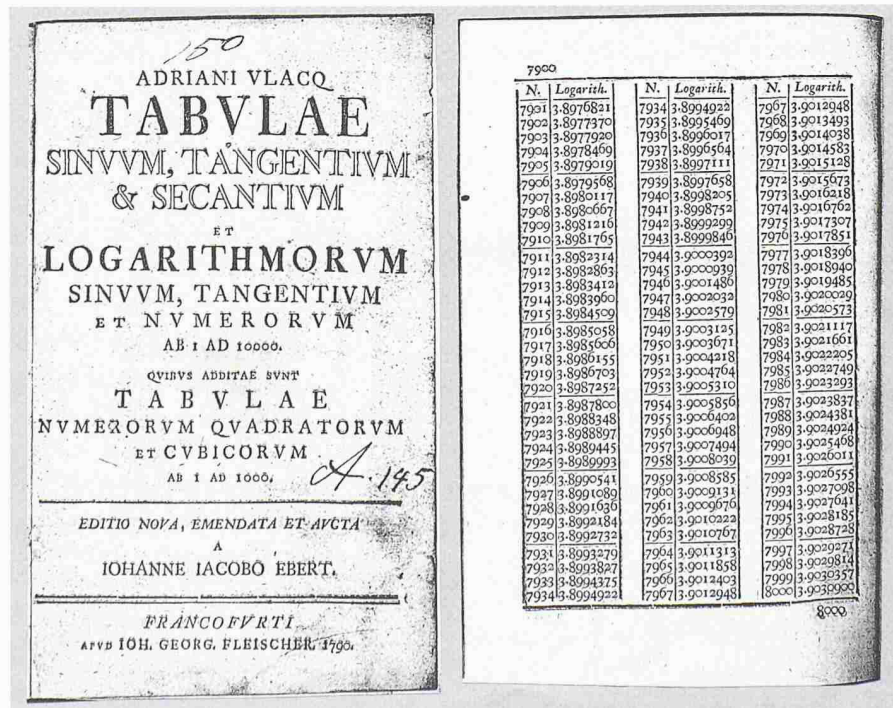 150
ADRIANI VLACQ
TABVLAE
SINVVM, TANGENTIVM
& SECANTIVM
ET
LOGARITHMORVM
SINVVM, TANGENTIVM
ET NVMERORVM
AB 1 AD 10000.
QVIBVS ADDITAE SVNT
TABVLAE
NVMERORVM QVADRATORVM
ET CVBICORVM
AB 1 AD 1000.
A. 145
EDITIO NOVA, EMENDATA ET AVCTA
A
IOHANNE IACOBO EBERT.
FRANCOFVRTI
APVD IOH. GEORG. FLEISCHER, 1790.
7900
N. Logarith. N. Logarith. N. Logarith.
7901 3.8976821 7934 3.8994922 7967 3.9012948
7902 3.8977370 7935 3.8995469 7968 3.9013493
7903 3.8977920 7936 3.8996017 7969 3.9014038
7904 3.8978469 7937 3.8996564 7970 3.9014583
7905 3.8979019 7938 3.8997111 7971 3.9015128
7906 3.8979568 7939 3.8997658 7972 3.9015673
7907 3.8980117 7940 3.8998205 7973 3.9016218
7908 3.8980667 7941 3.8998752 7974 3.9016762
7909 3.8981216 7942 3.8999299 7975 3.9017307
7910 3.8981765 7943 3.8999846 7976 3.9017851
7911 3.8982314 7944 3.9000392 7977 3.9018396
7912 3.8982863 7945 3.9000939 7978 3.9018940
7913 3.8983412 7946 3.9001486 7979 3.9019485
7914 3.8983960 7947 3.9002032 7980 3.9020029
7915 3.8984509 7948 3.9002579 7981 3.9020573
7916 3.8985058 7949 3.9003125 7982 3.9021117
7917 3.8985606 7950 3.9003671 7983 3.9021661
7918 3.8986155 7951 3.9004218 7984 3.9022205
7919 3.8986703 7952 3.9004764 7985 3.9022749
7920 3.8987252 7953 3.9005310 7986 3.9023293
7921 3.8987800 7954 3.9005856 7987 3.9023837
7922 3.8988348 7955 3.9006402 7988 3.9024381
7923 3.8988897 7956 3.9006948 7989 3.9024924
7924 3.8989445 7957 3.9007494 7990 3.9025468
7925 3.8989993 7958 3.9008039 7991 3.9026011
7926 3.8990541 7959 3.9008585 7992 3.9026555
7927 3.8991089 7960 3.9009131 7993 3.9027098
7928 3.8991636 7961 3.9009676 7994 3.9027641
7929 3.8992184 7962 3.9010222 7995 3.9028185
7930 3.8992732 7963 3.9010767 7996 3.9028728
7931 3.8993279 7964 3.9011313 7997 3.9029271
7932 3.8993827 7965 3.9011858 7998 3.9029814
7933 3.8994375 7966 3.9012403 7999 3.9030357
7934 3.8994922 7967 3.9012948 8000 3.9030900
8000